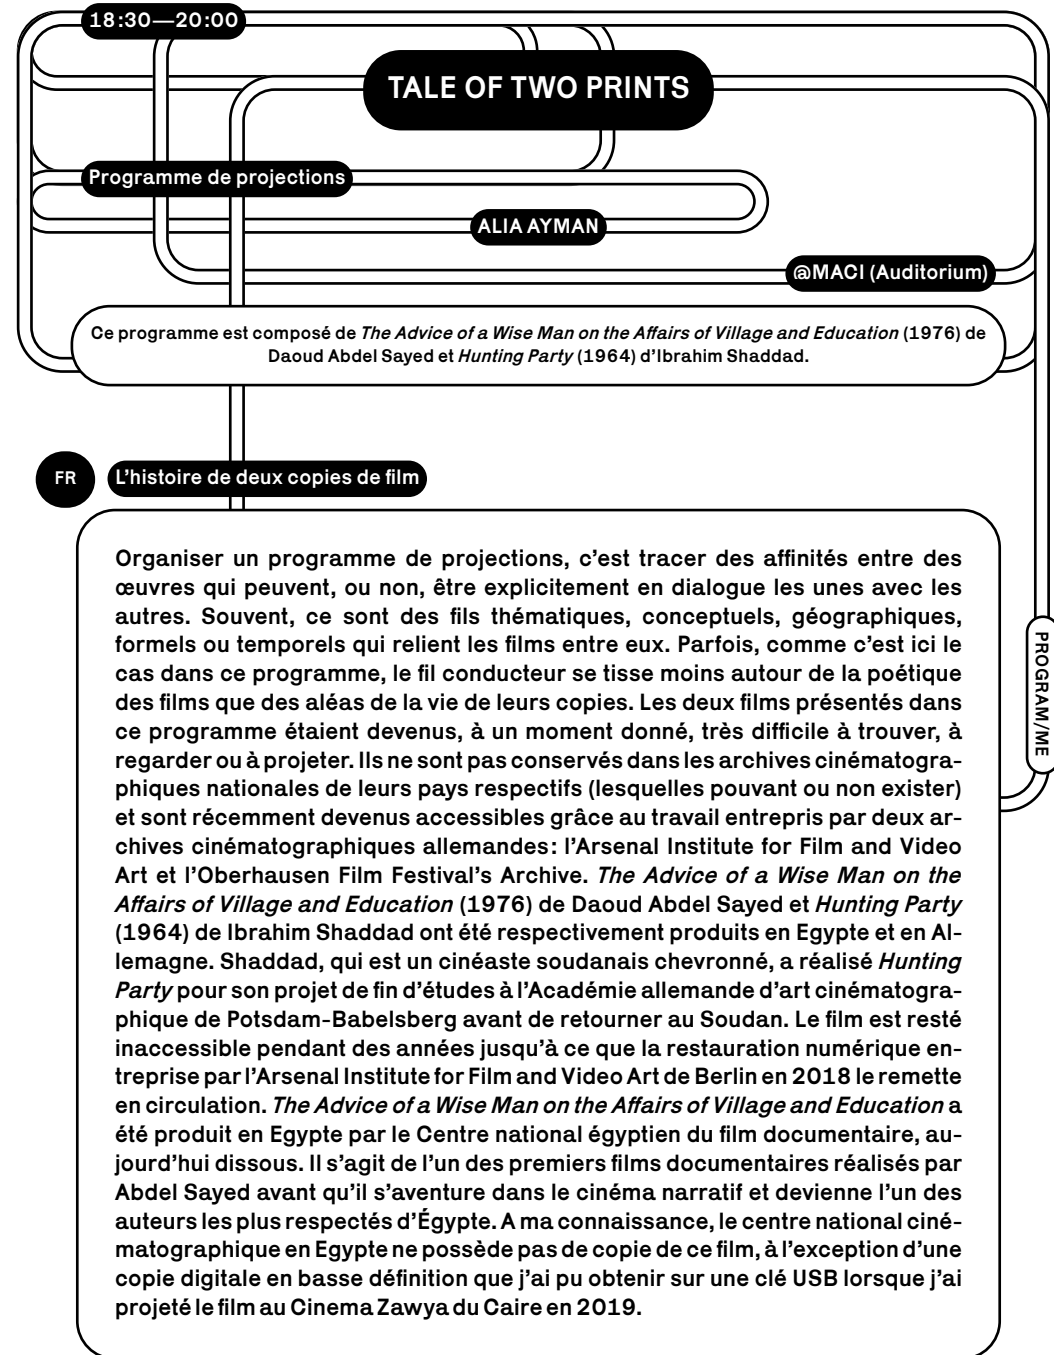 18:30—20:00
TALE OF TWO PRINTS
Programme de projections
ALIA AYMAN
@MACI (Auditorium)
Ce programme est composé de The Advice of a Wise Man on the Affairs of Village and Education (1976) de
Daoud Abdel Sayed et Hunting Party (1964) d'Ibrahim Shaddad.
FR
L'histoire de deux copies de film
Organiser un programme de projections, c'est tracer des affinités entre des
œuvres qui peuvent, ou non, être explicitement en dialogue les unes avec les
autres. Souvent, ce sont des fils thématiques, conceptuels, géographiques,
formels ou temporels qui relient les films entre eux. Parfois, comme c'est ici le
cas dans ce programme, le fil conducteur se tisse moins autour de la poétique
des films que des aléas de la vie de leurs copies. Les deux films présentés dans
ce programme étaient devenus, à un moment donné, très difficile à trouver, à
regarder ou à projeter. Ils ne sont pas conservés dans les archives cinématogra-
phiques nationales de leurs pays respectifs (lesquelles pouvant ou non exister)
et sont récemment devenus accessibles grâce au travail entrepris par deux ar-
chives cinématographiques allemandes: l'Arsenal Institute for Film and Video
Art et l'Oberhausen Film Festival's Archive. The Advice of a Wise Man on the
Affairs of Village and Education (1976) de Daoud Abdel Sayed et Hunting Party
(1964) de Ibrahim Shaddad ont été respectivement produits en Egypte et en Al-
lemagne. Shaddad, qui est un cinéaste soudanais chevronné, a réalisé Hunting
Party pour son projet de fin d'études à l'Académie allemande d'art cinématogra-
phique de Potsdam-Babelsberg avant de retourner au Soudan. Le film est resté
inaccessible pendant des années jusqu'à ce que la restauration numérique en-
treprise par l'Arsenal Institute for Film and Video Art de Berlin en 2018 le remette
en circulation. The Advice of a Wise Man on the Affairs of Village and Education a
été produit en Egypte par le Centre national égyptien du film documentaire, au-
jourd'hui dissous. Il s'agit de l'un des premiers films documentaires réalisés par
Abdel Sayed avant qu'il s'aventure dans le cinéma narratif et devienne l'un des
auteurs les plus respectés d'Égypte. A ma connaissance, le centre national ciné-
matographique en Egypte ne possède pas de copie de ce film, à l'exception d'une
copie digitale en basse définition que j'ai pu obtenir sur une clé USB lorsque j'ai
projeté le film au Cinema Zawya du Caire en 2019.
PROGRAM/ME